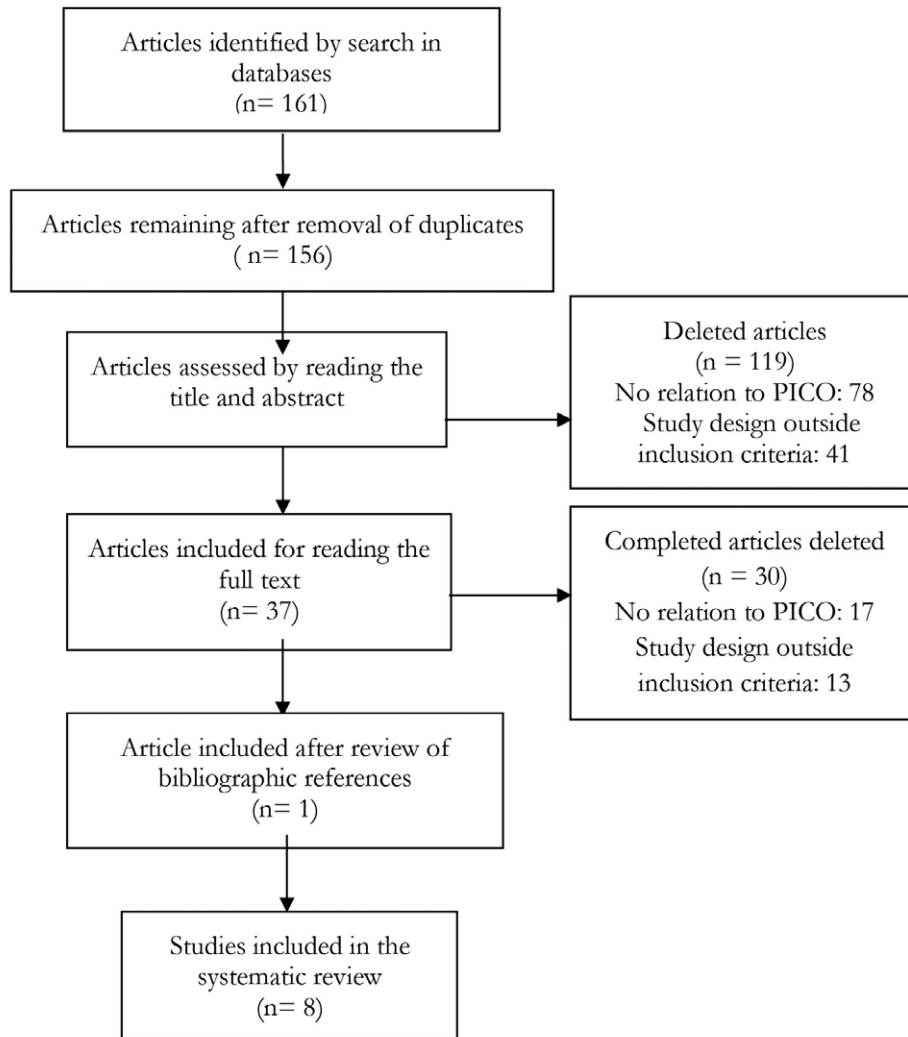 Articles identified by search in
databases
(n= 161)
Articles remaining after removal of duplicates
( n= 156)
Articles assessed by reading the
title and abstract
Deleted articles
(n = 119)
No relation to PICO: 78
Study design outside
inclusion criteria: 41
Articles included for reading the
full text
(n= 37)
Completed articles deleted
(n = 30)
No relation to PICO: 17
Study design outside
inclusion criteria: 13
Article included after review of
bibliographic references
(n= 1)
Studies included in the
systematic review
(n= 8)